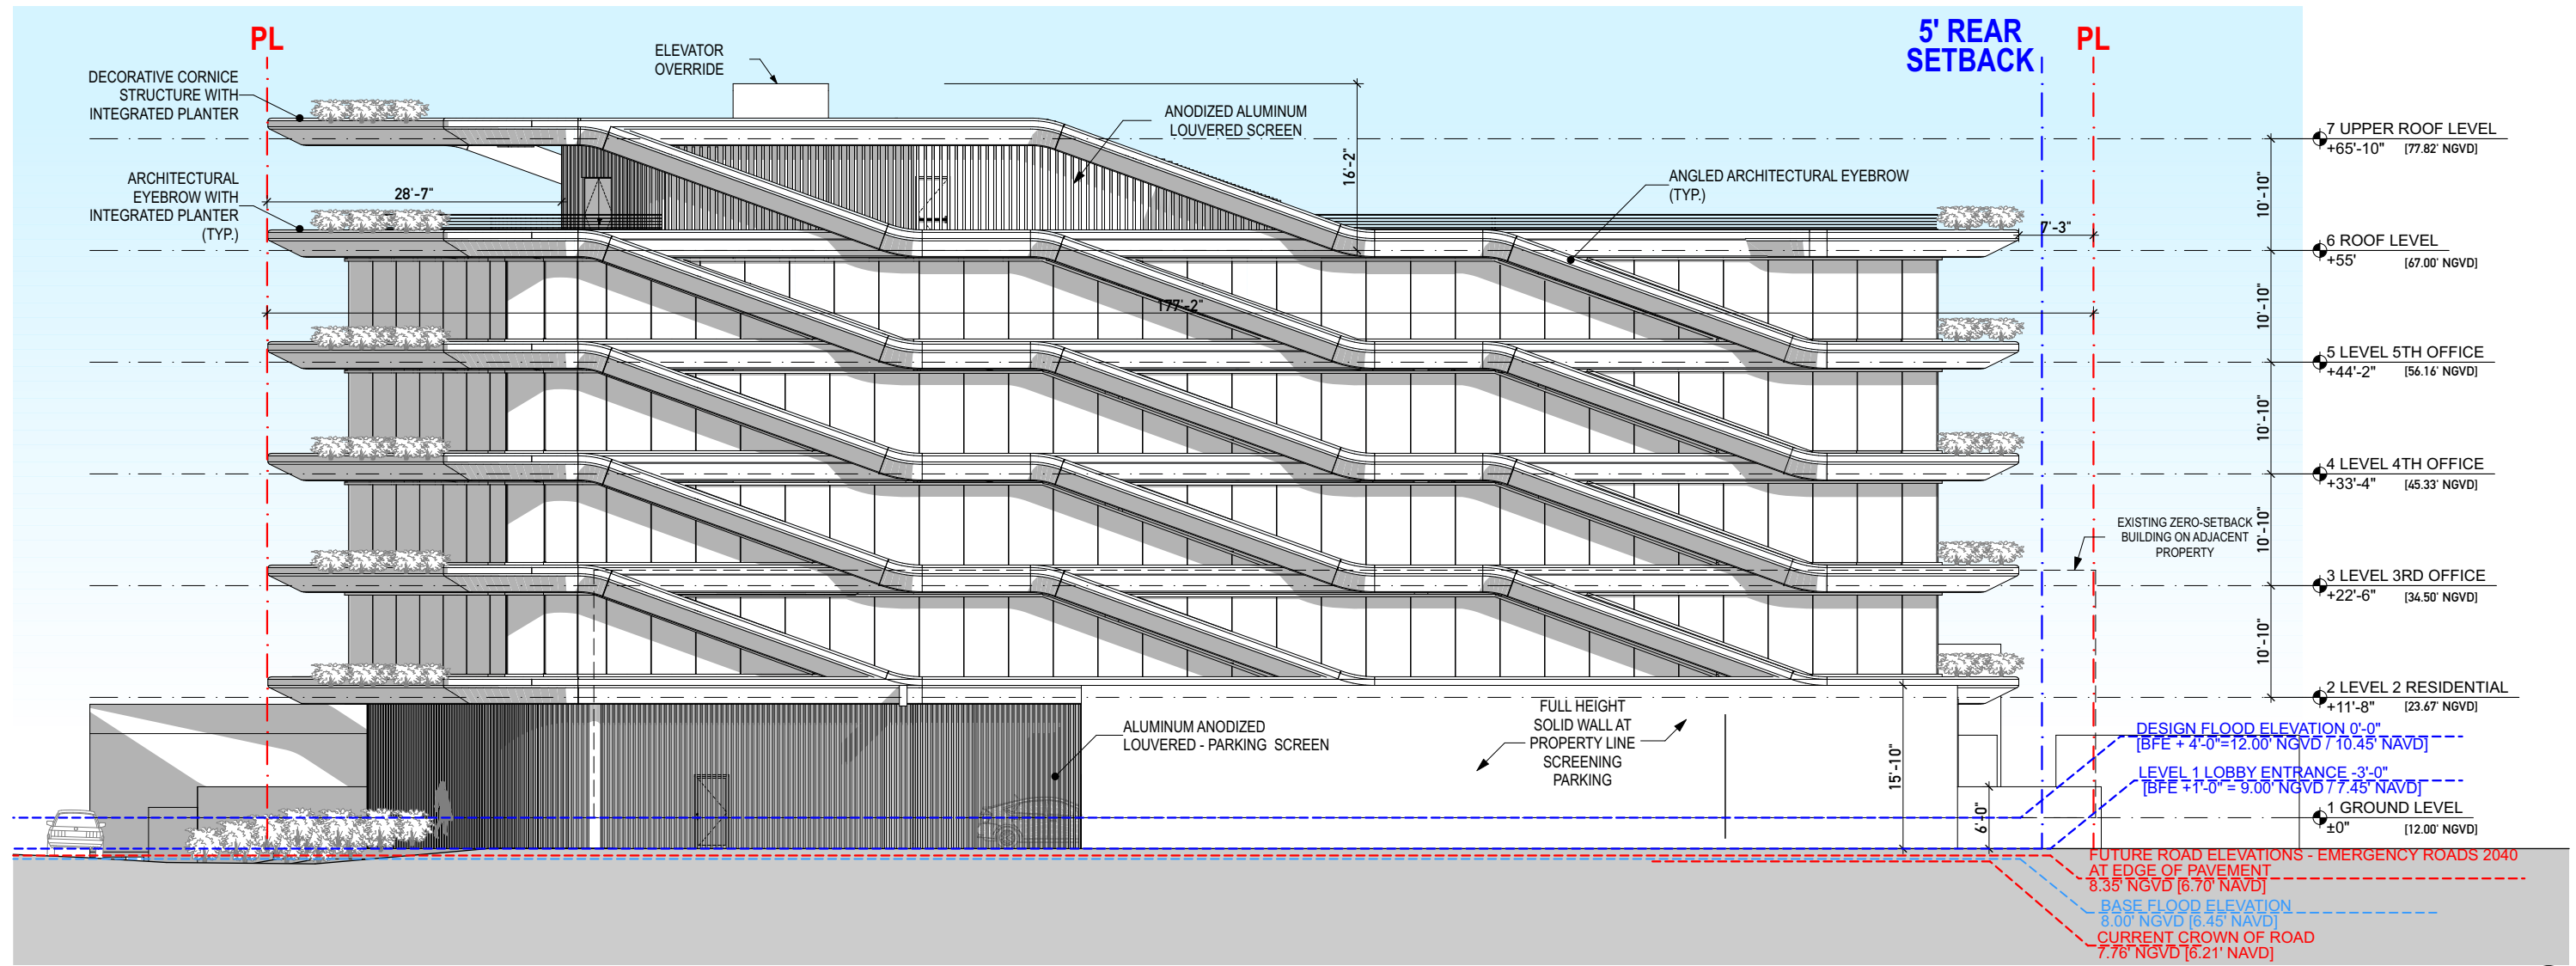 PL
5' REAR
SETBACK
PL
ELEVATOR
OVERRIDE
DECORATIVE CORNICE
STRUCTURE WITH
INTEGRATED PLANTER
ANODIZED ALUMINUM
LOUVERED SCREEN
16'-2"
7 UPPER ROOF LEVEL
+65'-10" [77.82' NGVD]
ARCHITECTURAL
EYEBROW WITH
INTEGRATED PLANTER
(TYP.)
28'-7"
ANGLED ARCHITECTURAL EYEBROW
(TYP.)
10'-10"
7'-3"
6 ROOF LEVEL
+55' [67.00' NGVD]
177'-2"
10'-10"
5 LEVEL 5TH OFFICE
+44'-2" [56.16' NGVD]
10'-10"
4 LEVEL 4TH OFFICE
+33'-4" [45.33' NGVD]
EXISTING ZERO-SETBACK
BUILDING ON ADJACENT
PROPERTY
10'-10"
3 LEVEL 3RD OFFICE
+22'-6" [34.50' NGVD]
10'-10"
2 LEVEL 2 RESIDENTIAL
+11'-8" [23.67' NGVD]
ALUMINUM ANODIZED
LOUVERED - PARKING SCREEN
FULL HEIGHT
SOLID WALL AT
PROPERTY LINE
SCREENING
PARKING
15'-10"
6'-0"
DESIGN FLOOD ELEVATION 0'-0"
[BFE + 4'-0"=12.00' NGVD / 10.45' NAVD]
LEVEL 1 LOBBY ENTRANCE -3'-0"
[BFE +1'-0" = 9.00' NGVD / 7.45' NAVD]
1 GROUND LEVEL
±0" [12.00' NGVD]
FUTURE ROAD ELEVATIONS - EMERGENCY ROADS 2040
AT EDGE OF PAVEMENT
8.35' NGVD [6.70' NAVD]
BASE FLOOD ELEVATION
8.00' NGVD [6.45' NAVD]
CURRENT CROWN OF ROAD
7.76' NGVD [6.21' NAVD]